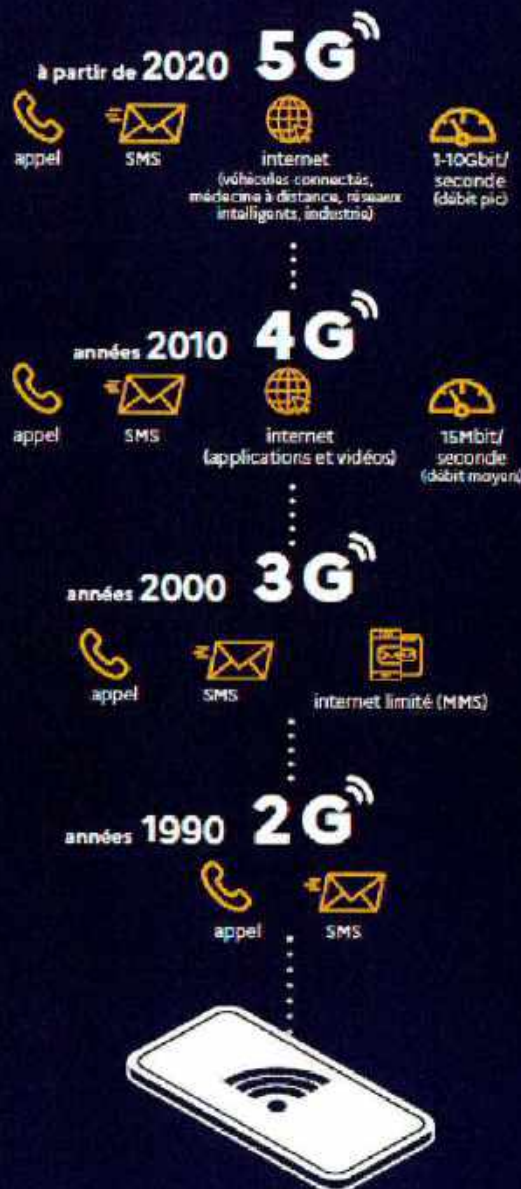 à partir de 2020 5G
appel
SMS
internet
(véhicules connectés,
médecine à distance, réseaux
intelligents, industrie)
1-10Gbit/
seconde
(débit pic)
années 2010 4G
appel
SMS
internet
(applications et vidéos)
15Mbit/
seconde
(débit moyen)
années 2000 3G
appel
SMS
internet limité (MMS)
années 1990 2G
appel
SMS